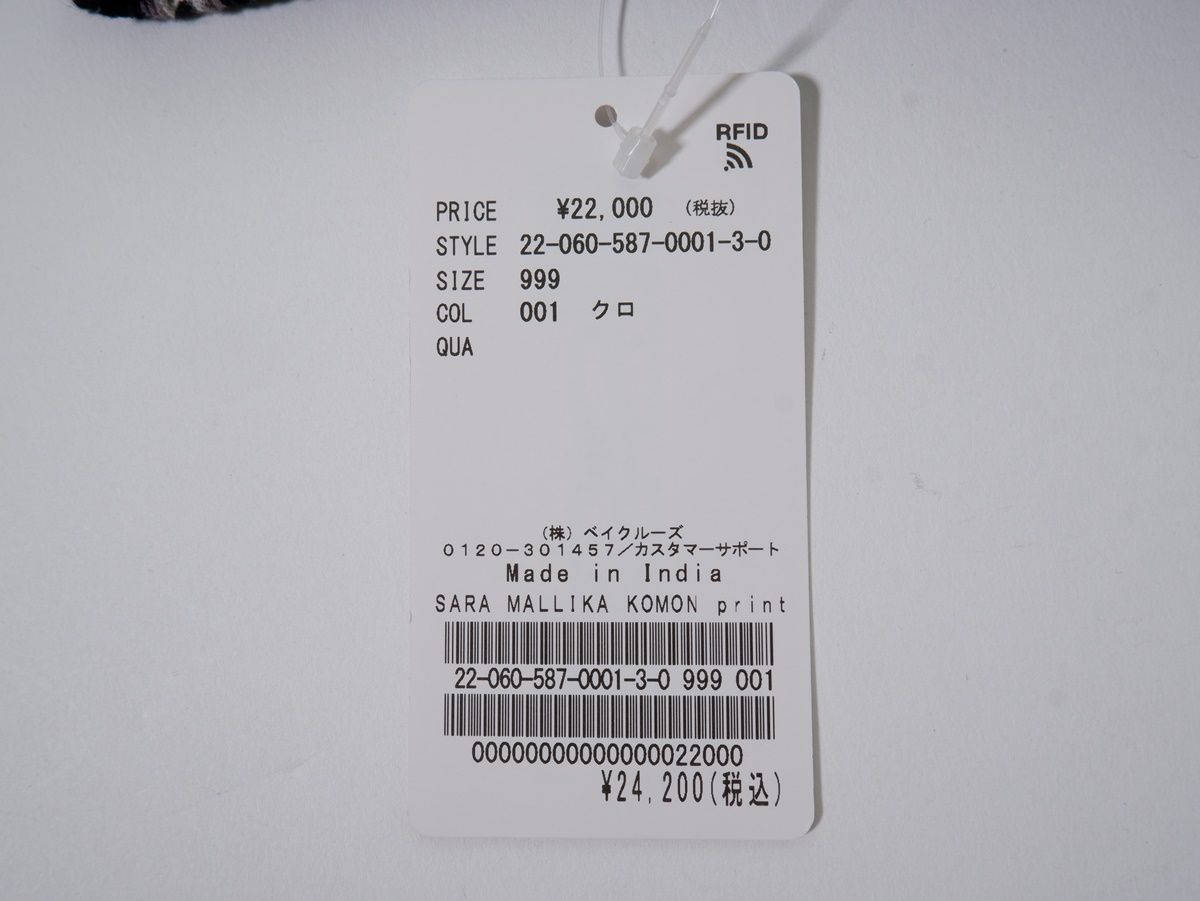 RFID
PRICE ¥22,000 (税抜)
STYLE 22-060-587-0001-3-0
SIZE 999
COL 001 クロ
QUA
(株) ベイクルーズ
0120-301457/カスタマーサポート
Made in India
SARA MALLIKA KOMON print
22-060-587-0001-3-0 999 001
00000000000000022000
¥24,200(税込)